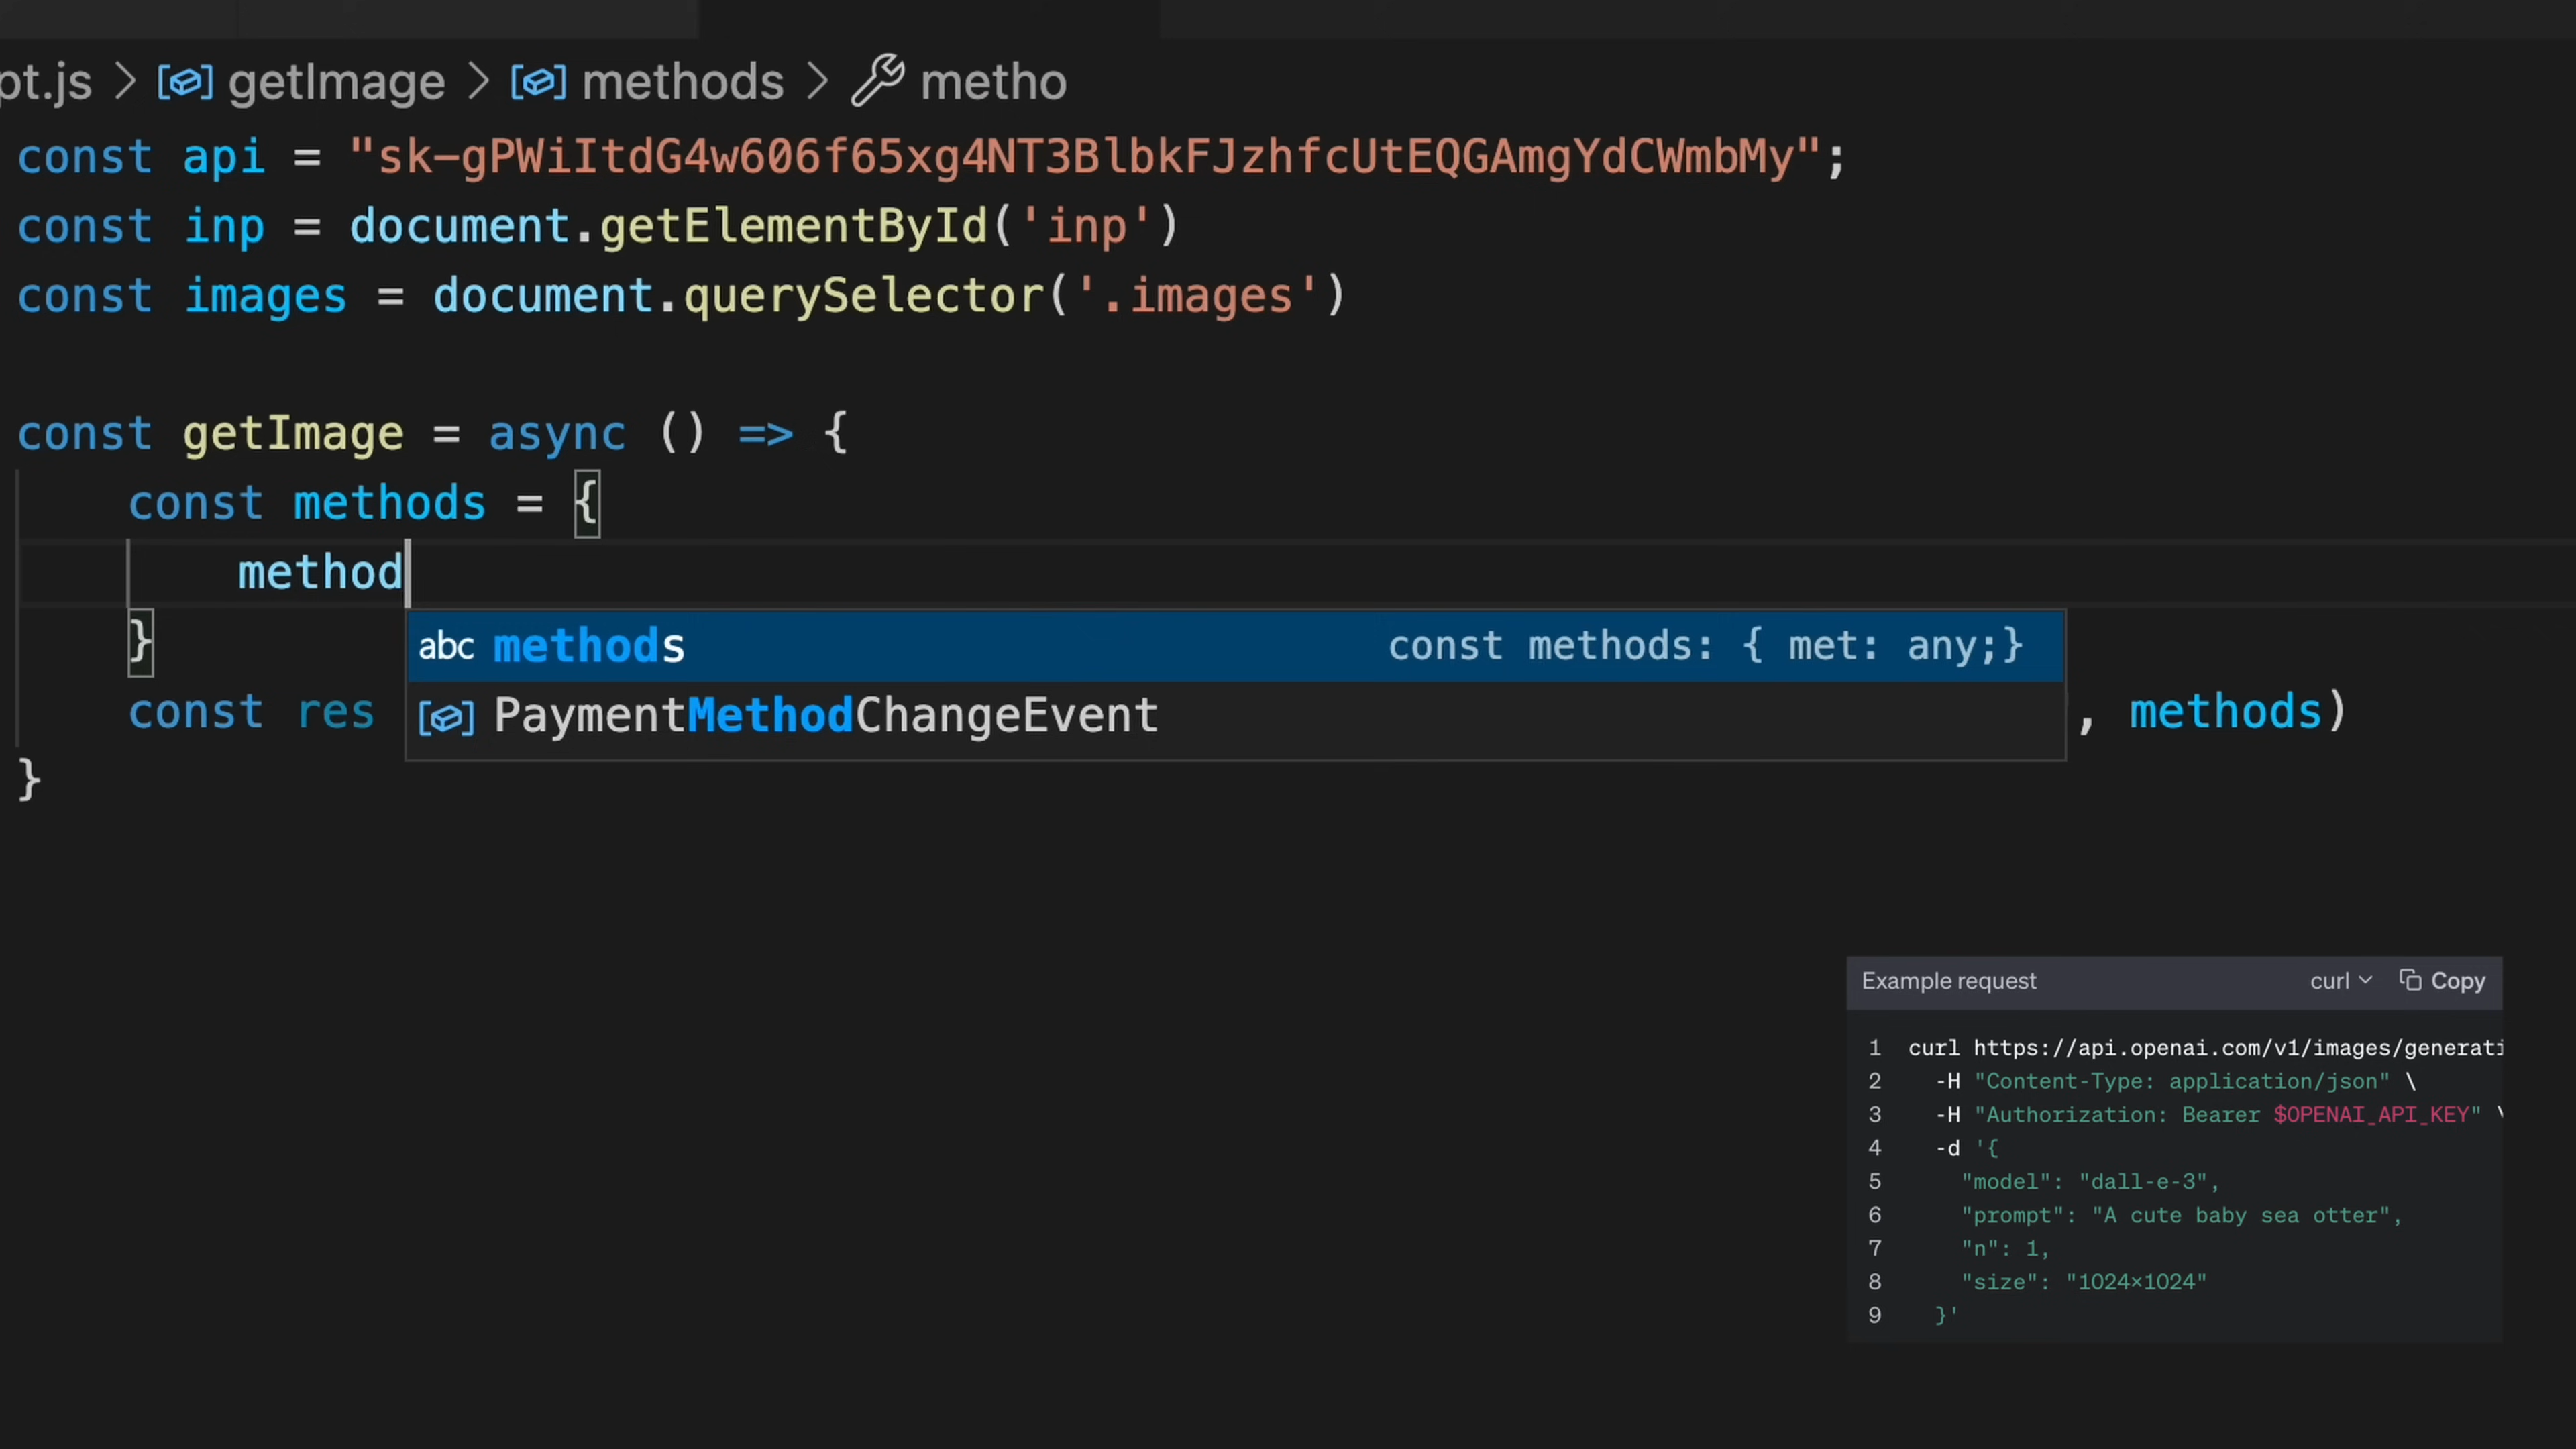 pt.js > getImage > methods > metho
const api = "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";
const inp = document.getElementById('inp')
const images = document.querySelector('.images')
const getImage = async () => {
const methods = {
method
}
abc methods const methods: { met: any;}
PaymentMethodChangeEvent
const res , methods)
}
Example request curl Copy
1 curl https://api.openai.com/v1/images/generati
2 -H "Content-Type: application/json" \
3 -H "Authorization: Bearer $OPENAI_API_KEY" \
4 -d '{
5 "model": "dall-e-3",
6 "prompt": "A cute baby sea otter",
7 "n": 1,
8 "size": "1024x1024"
9 }'